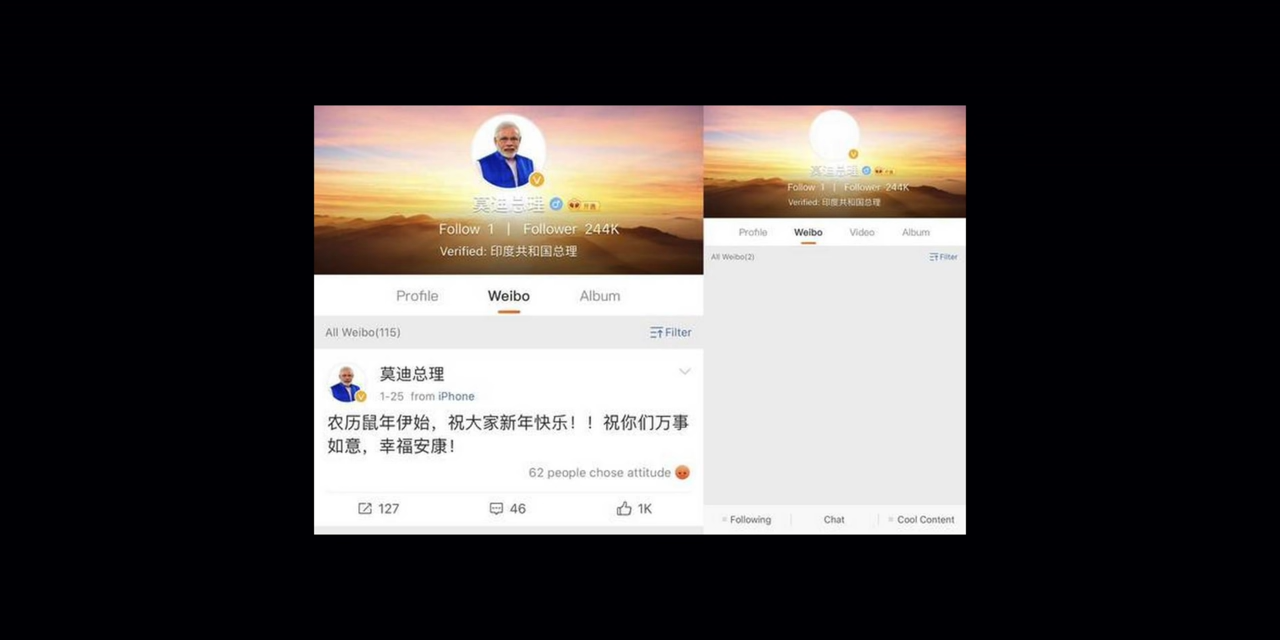 莫迪总理
Follow 1 | Follower 244K
Verified: 印度共和国总理
Profile Weibo Album
All Weibo(115) Filter
莫迪总理
1-25 from iPhone
农历鼠年伊始，祝大家新年快乐！！祝你们万事
如意，幸福安康！
62 people chose attitude
127 46 1K
莫迪总理
Follow 1 | Follower 244K
Verified: 印度共和国总理
Profile Weibo Video Album
All Weibo(2) Filter
Following Chat Cool Content